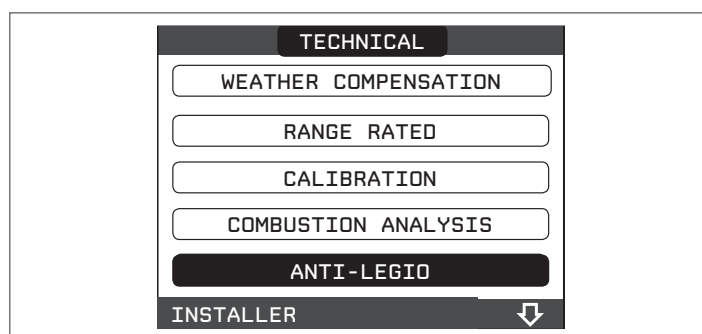 TECHNICAL
WEATHER COMPENSATION
RANGE RATED
CALIBRATION
COMBUSTION ANALYSIS
ANTI-LEGIO
INSTALLER